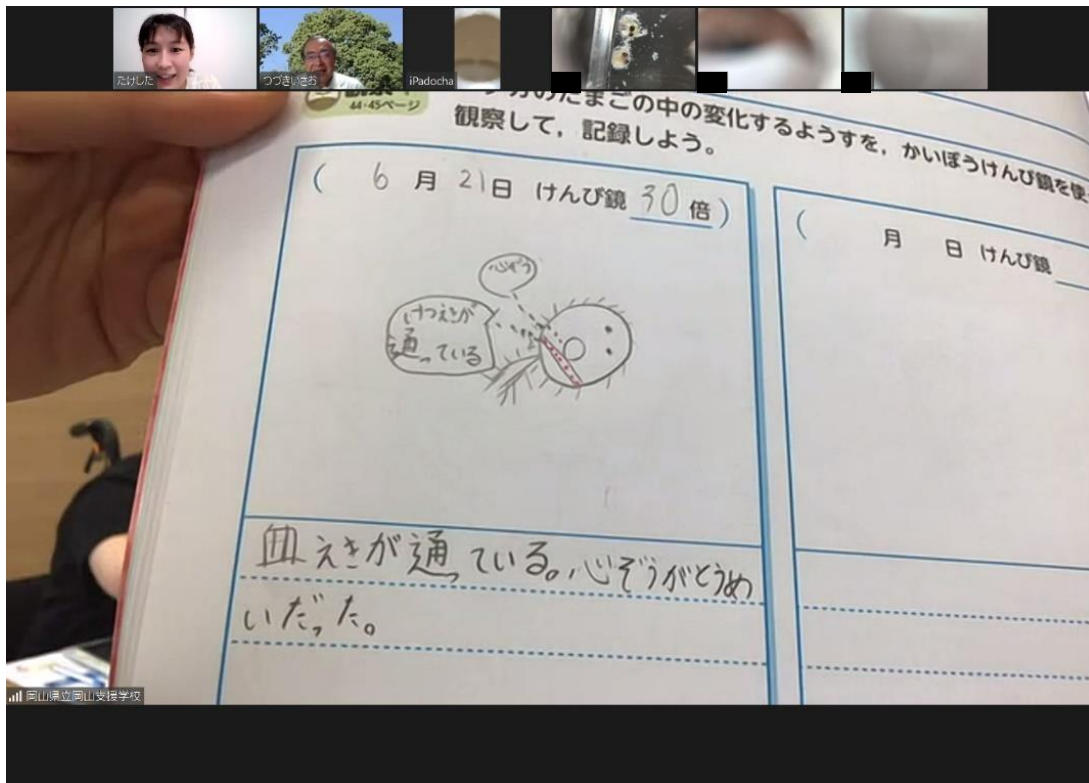 たけした
つづきいさお
iPadocha
44・45ページ
のたまごの中の変化するようすを，かいぼうけんび鏡を使
観察して，記録しよう。
( 6 月 21日 けんび鏡 30 倍 )
心ぞう
けつえきが
通っている
血えきが通っている。心ぞうがとうめ
いだった。
( 月 日 けんび鏡
岡山県立岡山支援学校